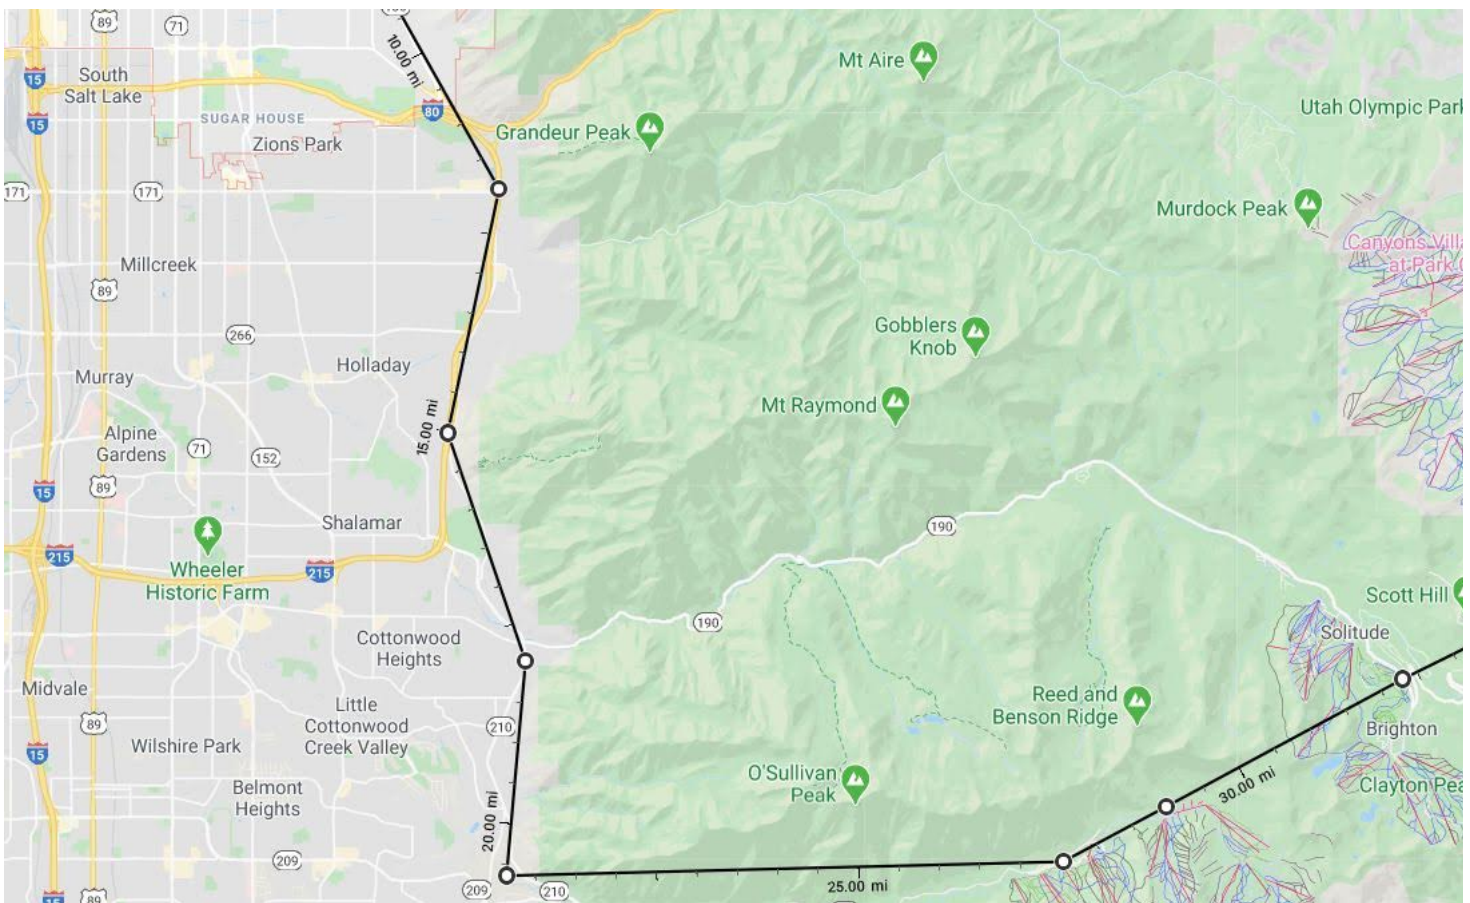 89
71
10.00 mi
Mt Aire
15
South
Salt Lake
80
Utah Olympic Park
15
SUGAR HOUSE
Grandeur Peak
Zions Park
171
171
Murdock Peak
Canyons Villa
at Park C
Millcreek
89
266
Gobblers
Knob
Holladay
Murray
Mt Raymond
15.00 mi
Alpine
Gardens
71
152
15
89
Shalamar
190
215
215
Wheeler
Historic Farm
Scott Hill
190
Solitude
Cottonwood
Heights
Midvale
Reed and
Benson Ridge
Little
Cottonwood
Creek Valley
89
210
Brighton
Wilshire Park
15
O'Sullivan
Peak
30.00 mi
Clayton Pea
Belmont
Heights
20.00 mi
209
209
210
25.00 mi
15
89